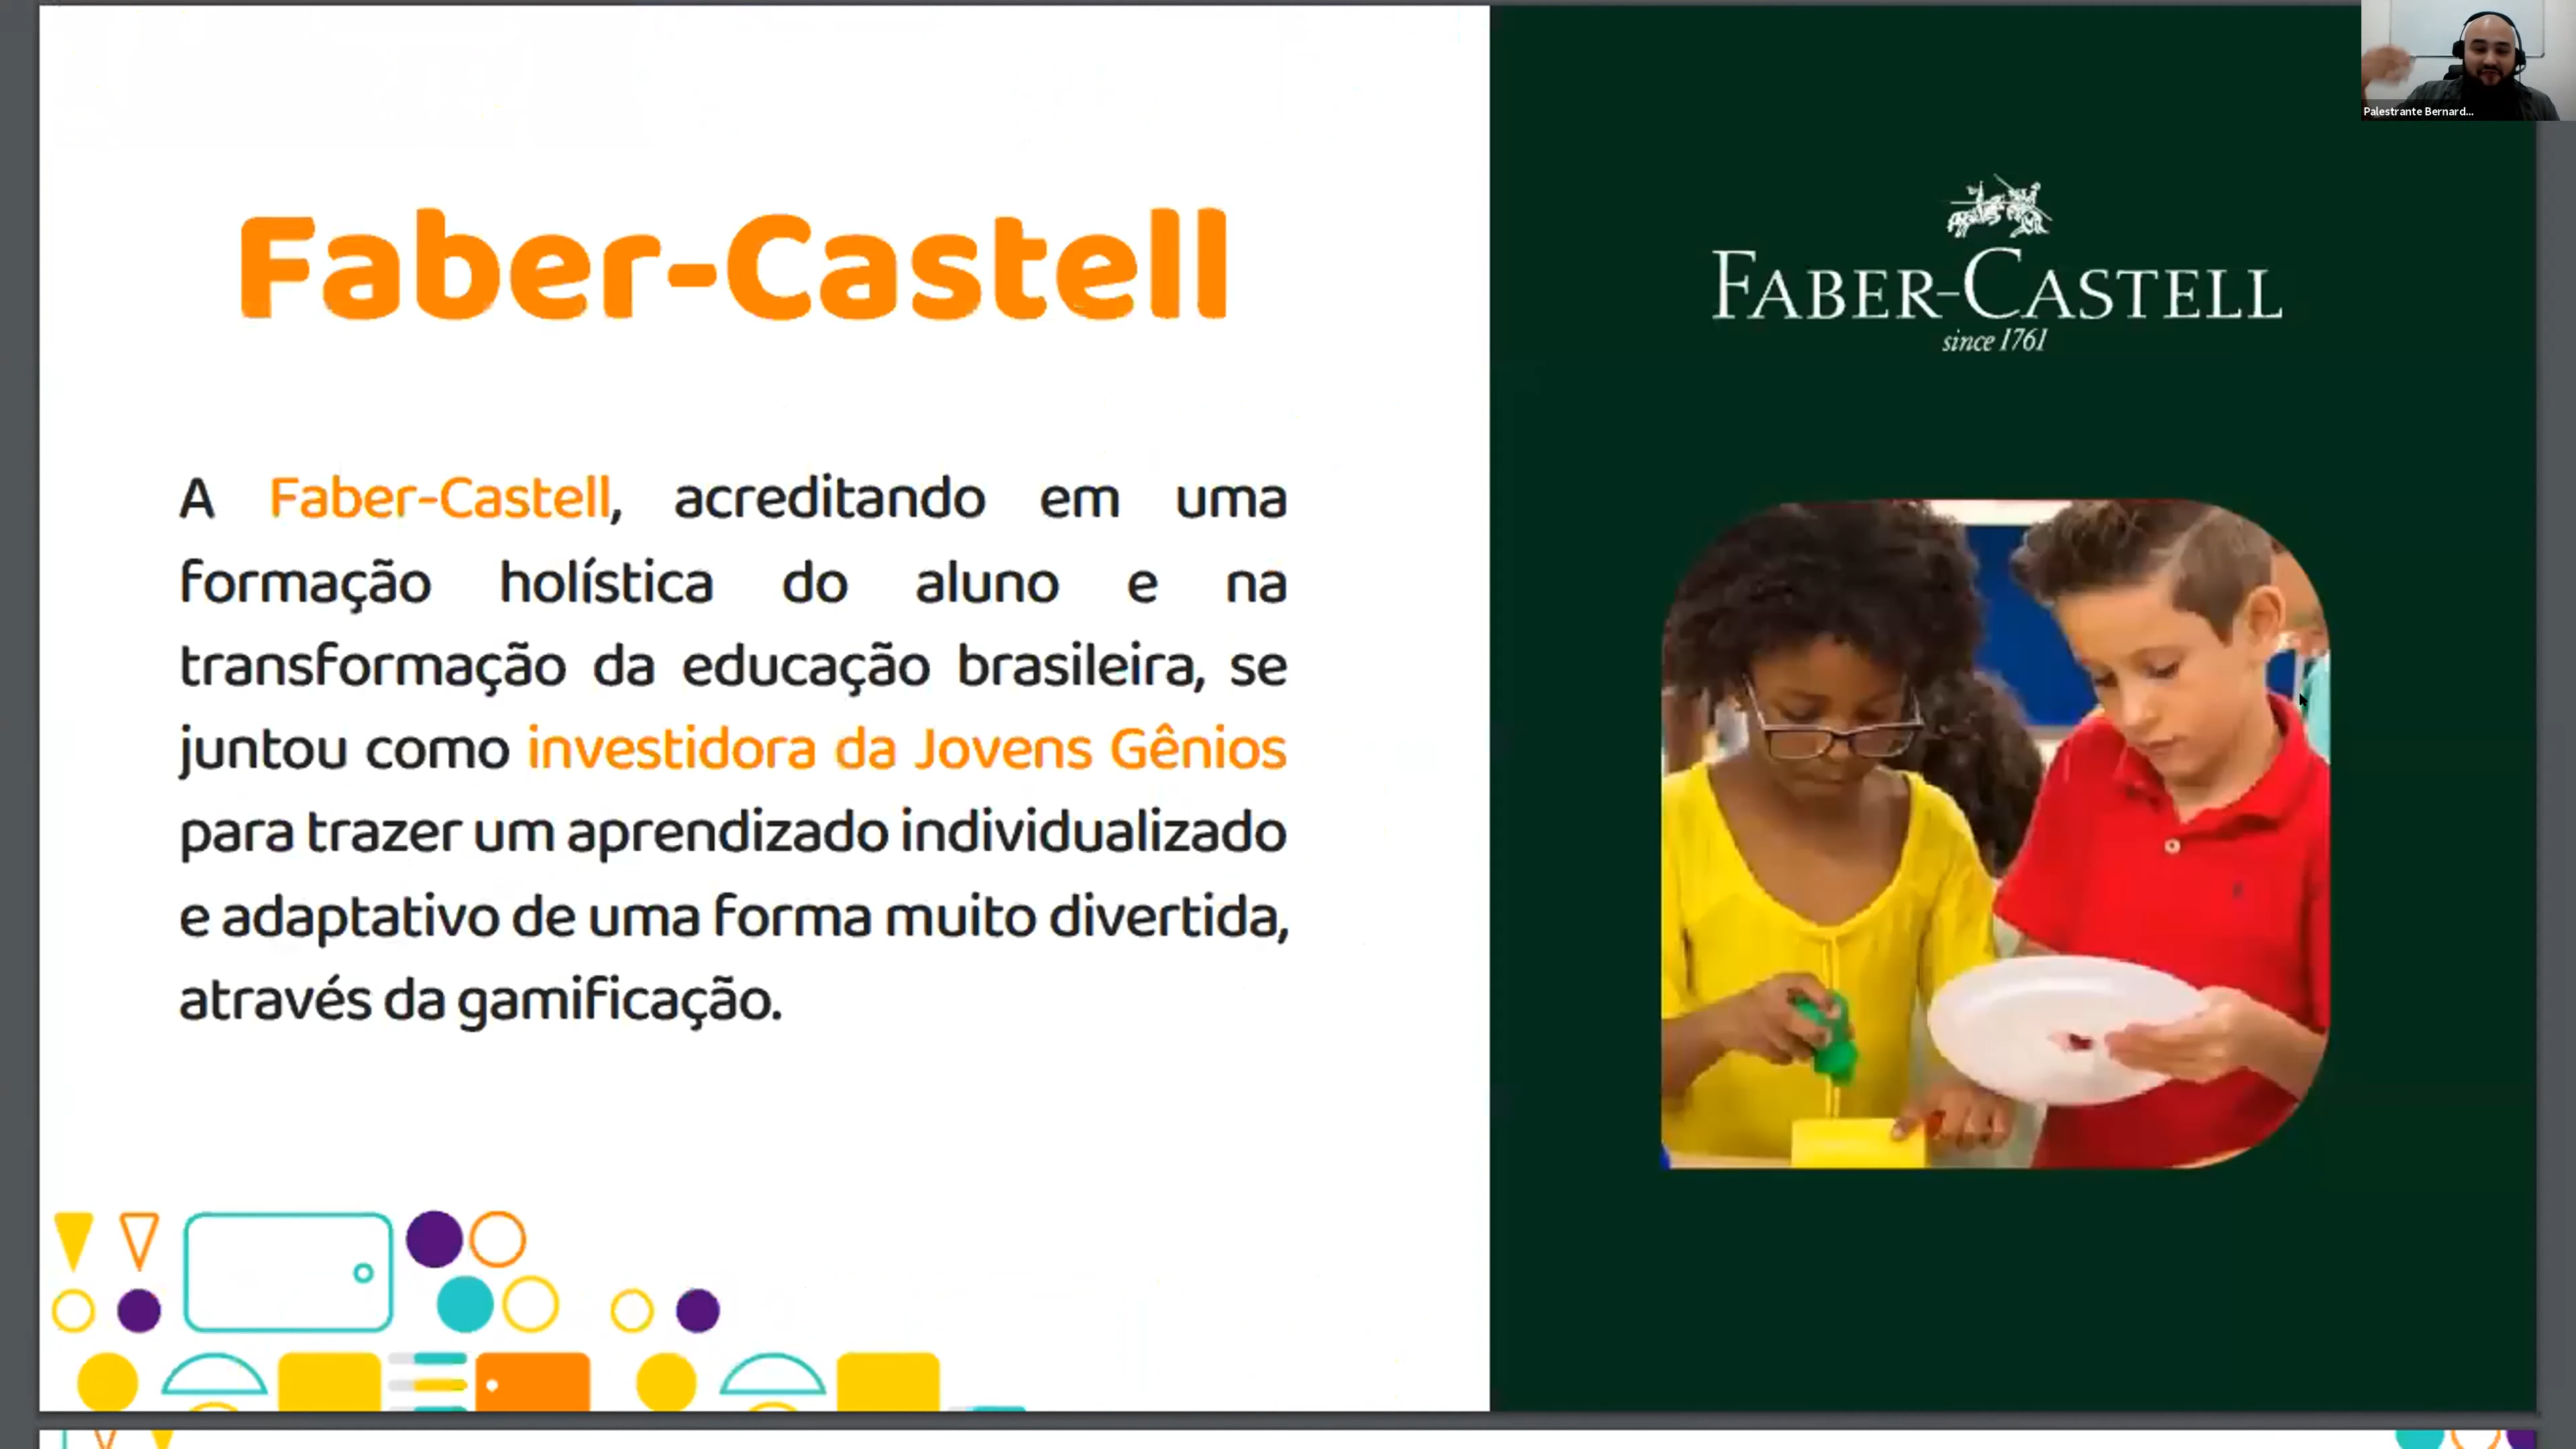 Palestrante Bernard...
Faber-Castell
A Faber-Castell, acreditando em uma
formação holística do aluno e na
transformação da educação brasileira, se
juntou como investidora da Jovens Gênios
para trazer um aprendizado individualizado
e adaptativo de uma forma muito divertida,
através da gamificação.
FABER-CASTELL
since 1761